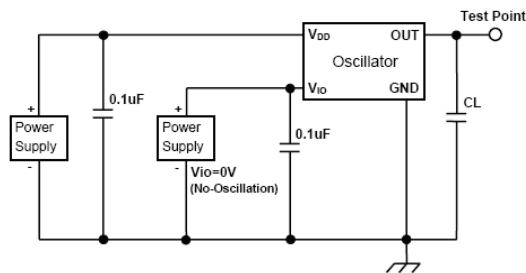 Test Point
VDD
OUT
Oscillator
VIO
GND
0.1uF
0.1uF
CL
+
Power
Supply
-
+
Power
Supply
-
Vio=0V
(No-Oscillation)